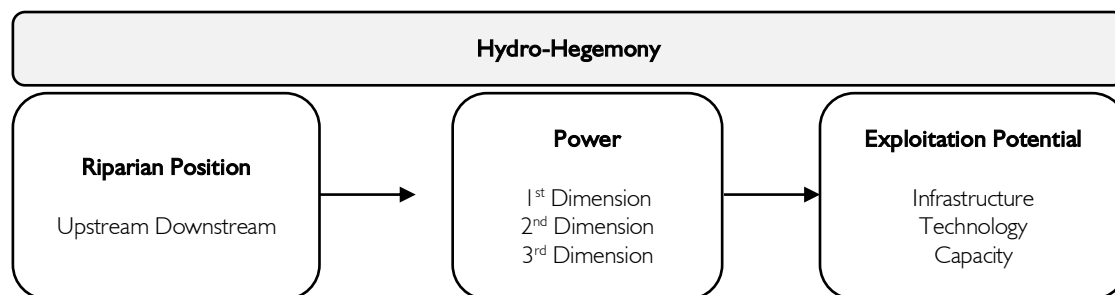 Hydro-Hegemony
Riparian Position
Upstream Downstream
Power
1st Dimension
2nd Dimension
3rd Dimension
Exploitation Potential
Infrastructure
Technology
Capacity